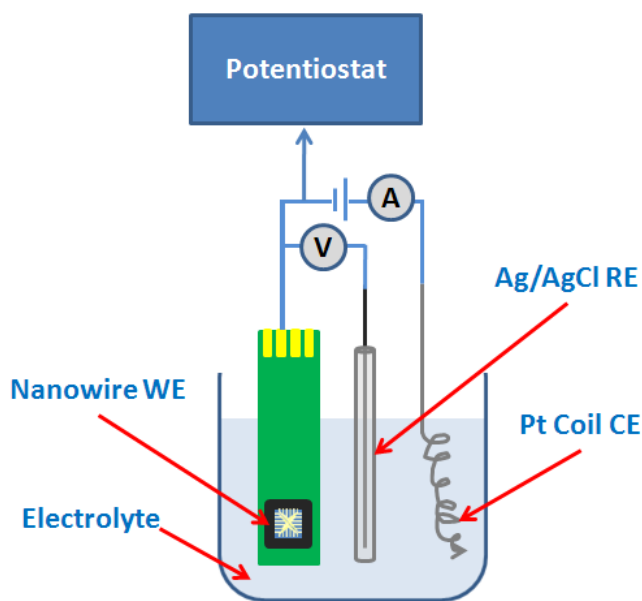 Potentiostat
A
V
Ag/AgCl RE
Nanowire WE
Pt Coil CE
Electrolyte